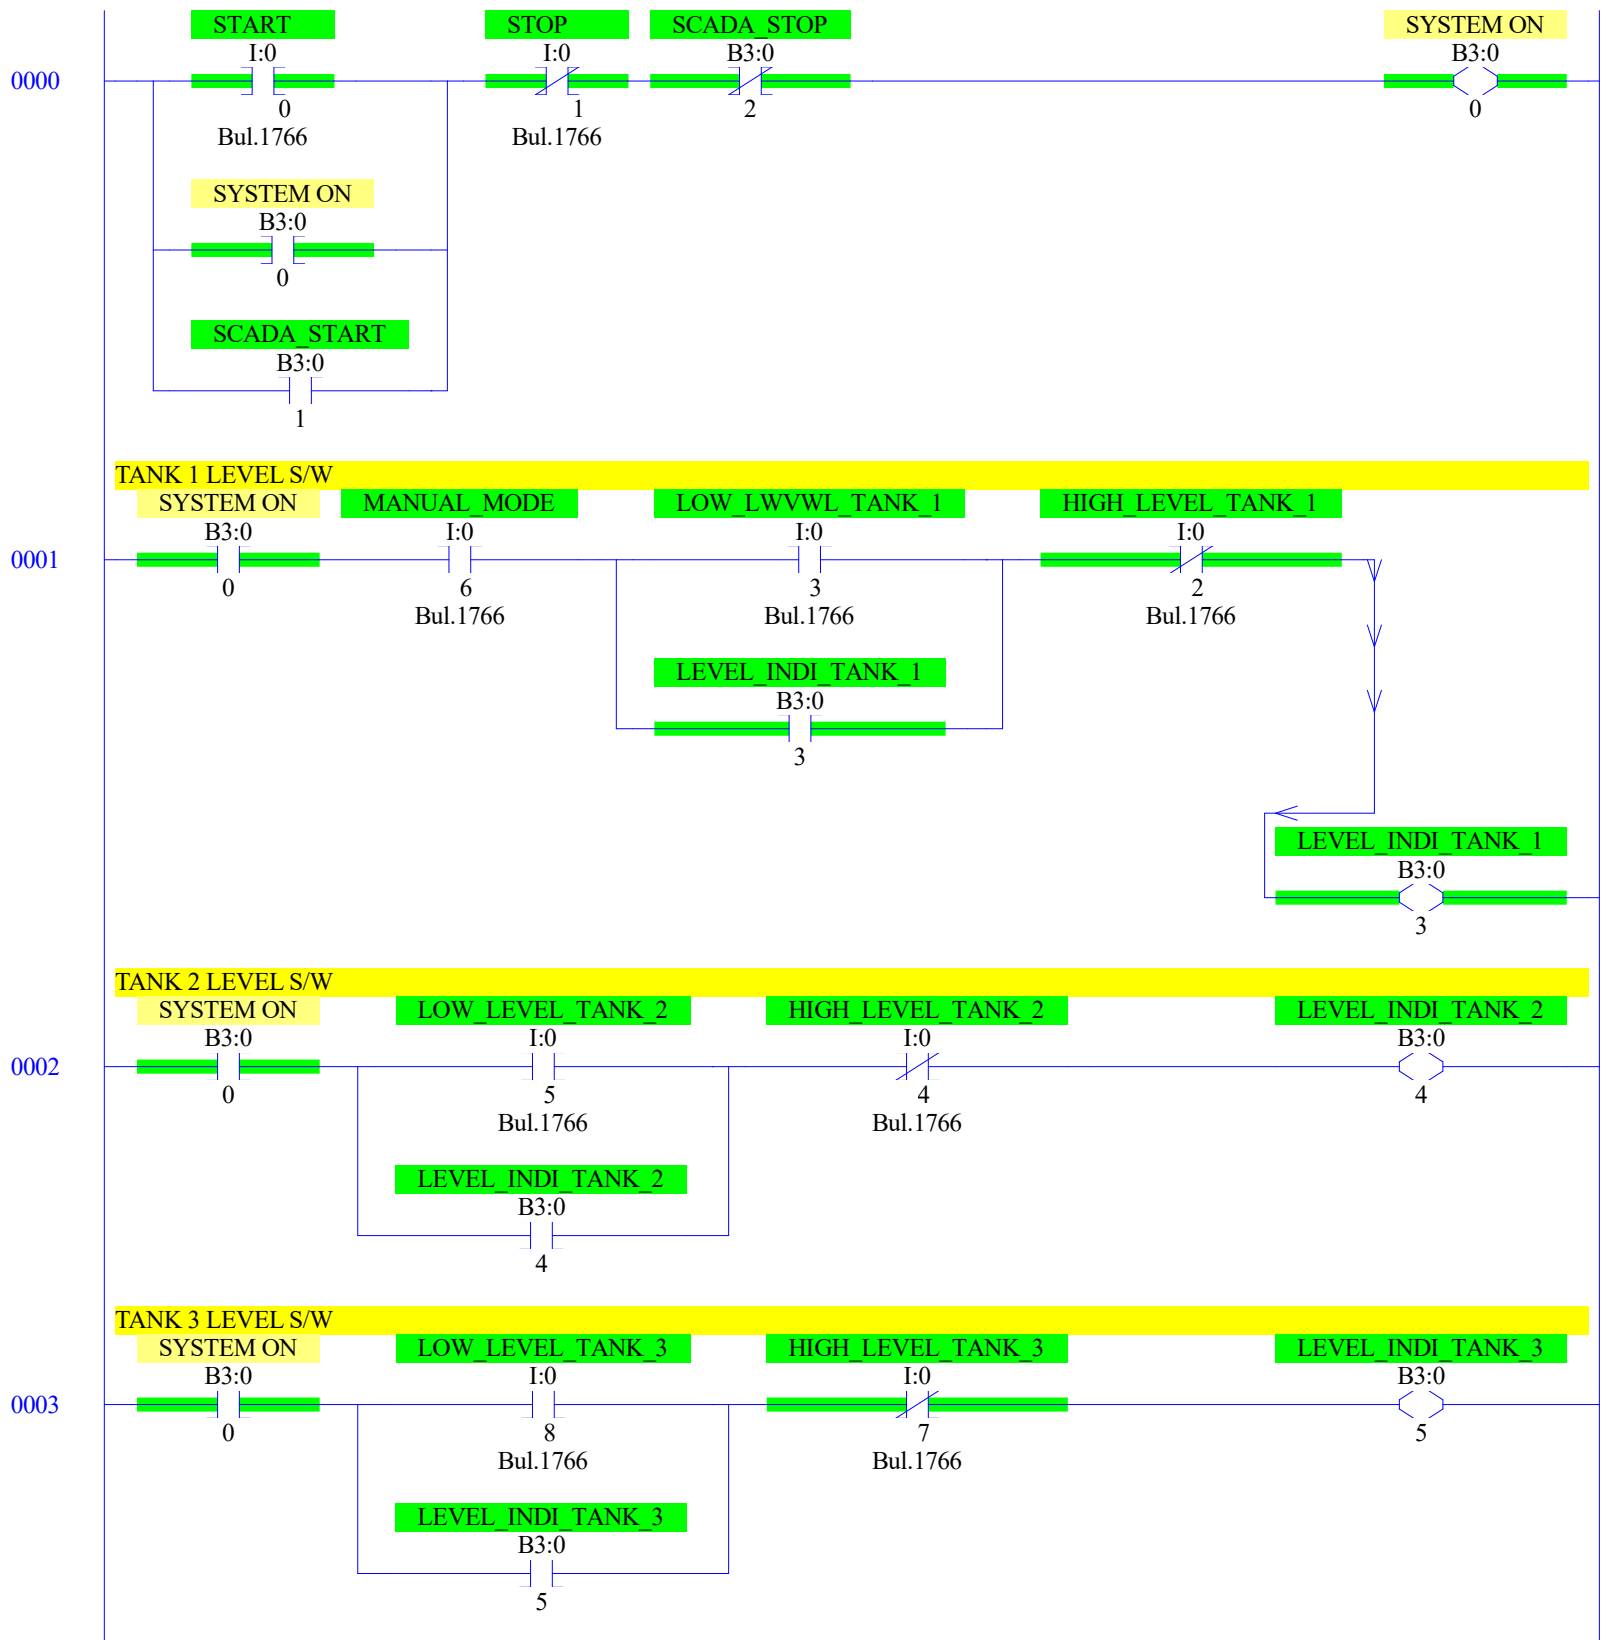 START STOP SCADA_STOP SYSTEM ON
I:0 I:0 B3:0 B3:0
0000
0 1 2 0
Bul.1766 Bul.1766
SYSTEM ON
B3:0
0
SCADA_START
B3:0
1
TANK 1 LEVEL S/W
SYSTEM ON MANUAL_MODE LOW_LWVWL_TANK_1 HIGH_LEVEL_TANK_1
B3:0 I:0 I:0 I:0
0001
0 6 3 2
Bul.1766 Bul.1766 Bul.1766
LEVEL_INDI_TANK_1
B3:0
3
LEVEL_INDI_TANK_1
B3:0
3
TANK 2 LEVEL S/W
SYSTEM ON LOW_LEVEL_TANK_2 HIGH_LEVEL_TANK_2 LEVEL_INDI_TANK_2
B3:0 I:0 I:0 B3:0
0002
0 5 4 4
Bul.1766 Bul.1766
LEVEL_INDI_TANK_2
B3:0
4
TANK 3 LEVEL S/W
SYSTEM ON LOW_LEVEL_TANK_3 HIGH_LEVEL_TANK_3 LEVEL_INDI_TANK_3
B3:0 I:0 I:0 B3:0
0003
0 8 7 5
Bul.1766 Bul.1766
LEVEL_INDI_TANK_3
B3:0
5